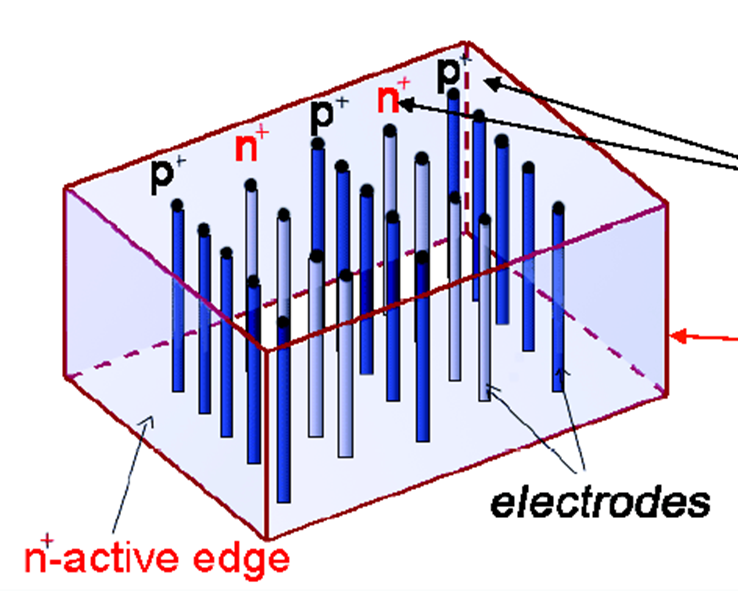 p+
n+
p+
n+
p+
electrodes
n+-active edge